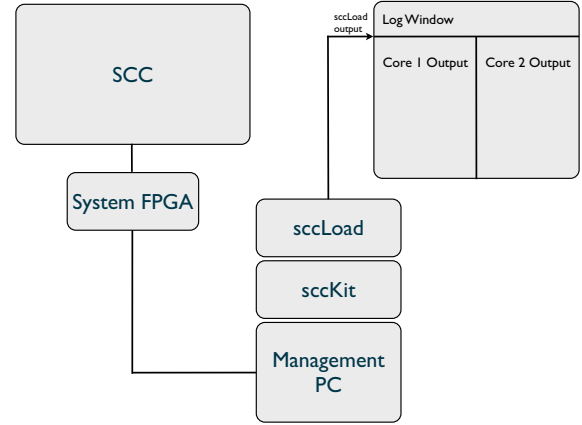 SCC
System FPGA
sccLoad
output
Log Window
Core 1 Output
Core 2 Output
sccLoad
sccKit
Management
PC